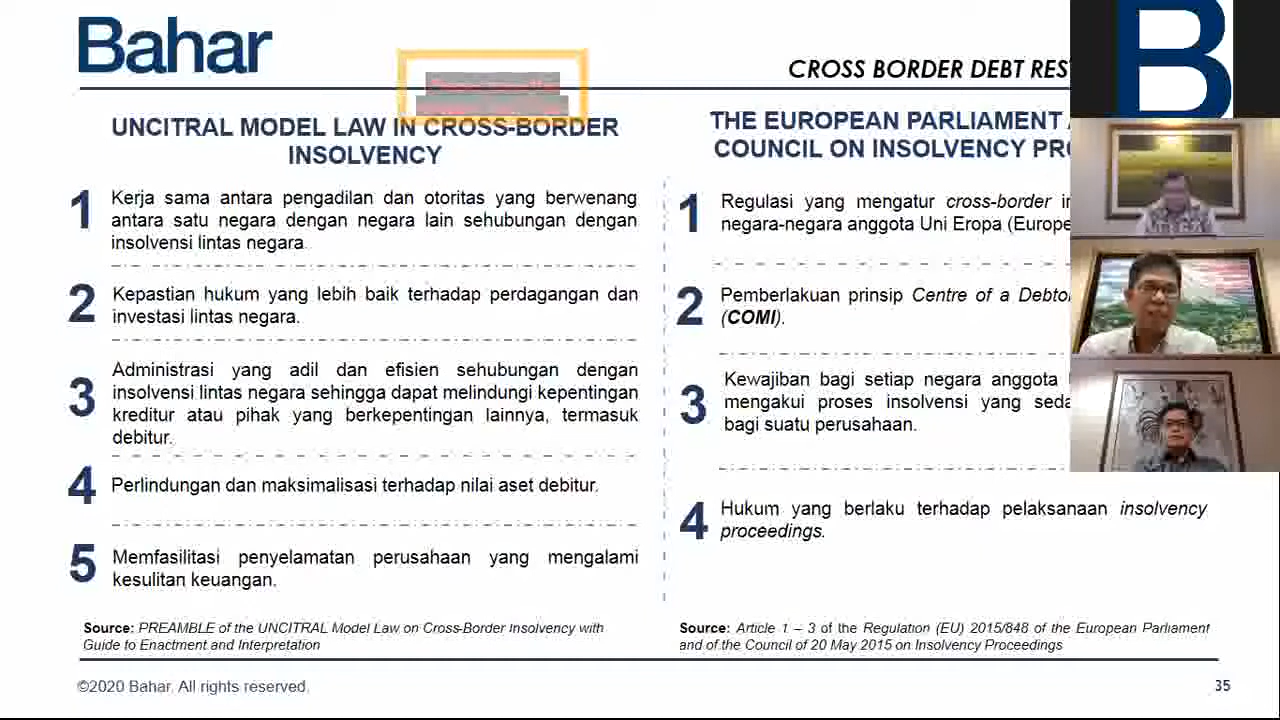 Bahar
CROSS BORDER DEBT
B
UNCITRAL MODEL LAW IN CROSS-BORDER
INSOLVENCY
1
Kerja sama antara pengadilan dan otoritas yang berwenang
antara satu negara dengan negara lain sehubungan dengan
insolvensi lintas negara.
2
Kepastian hukum yang lebih baik terhadap perdagangan dan
investasi lintas negara.
3
Administrasi yang adil dan efisien sehubungan dengan
insolvensi lintas negara sehingga dapat melindungi kepentingan
kreditur atau pihak yang berkepentingan lainnya, termasuk
debitur.
4
Perlindungan dan maksimalisasi terhadap nilai aset debitur.
5
Memfasilitasi penyelamatan perusahaan yang mengalami
kesulitan keuangan.
Source: PREAMBLE of the UNCITRAL Model Law on Cross-Border Insolvency with
Guide to Enactment and Interpretation
THE EUROPEAN PARLIAMENT
COUNCIL ON INSOLVENCY
1
Regulasi yang mengatur cross-border
negara-negara anggota Uni Eropa
2
Pemberlakuan prinsip Centre of a
(COMI).
3
Kewajiban bagi setiap negara anggota
mengakui proses insolvensi yang
bagi suatu perusahaan.
4
Hukum yang berlaku terhadap pelaksanaan insolvency
proceedings.
Source: Article 1 – 3 of the Regulation (EU) 2015/848 of the European Parliament
and of the Council of 20 May 2015 on Insolvency Proceedings
©2020 Bahar. All rights reserved.
35